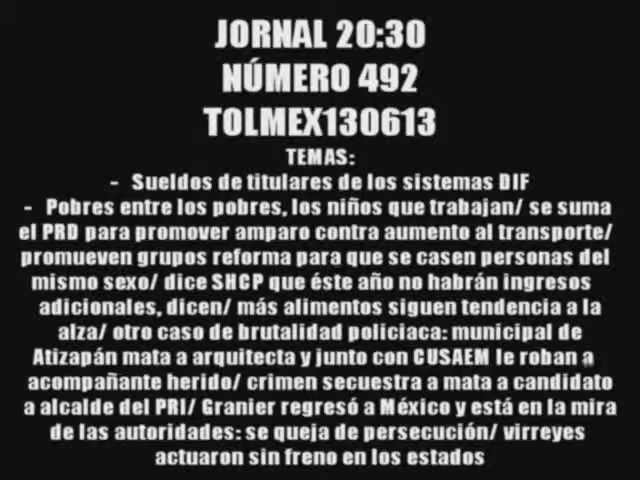 JORNAL 20:30
NÚMERO 492
TOLMEX130613
TEMAS:
- Sueldos de titulares de los sistemas DIF
- Pobres entre los pobres, los niños que trabajan/ se suma
el PRD para promover amparo contra aumento al transporte/
promueven grupos reforma para que se casen personas del
mismo sexo/ dice SHCP que éste año no habrán ingresos
adicionales, dicen/ más alimentos siguen tendencia a la
alza/ otro caso de brutalidad policiaca: municipal de
Atizapán mata a arquitecta y junto con CUSAEM le roban a
acompañante herido/ crimen secuestra a mata a candidato
a alcalde del PRI/ Granier regresó a México y está en la mira
de las autoridades: se queja de persecución/ virreyes
actuaron sin freno en los estados